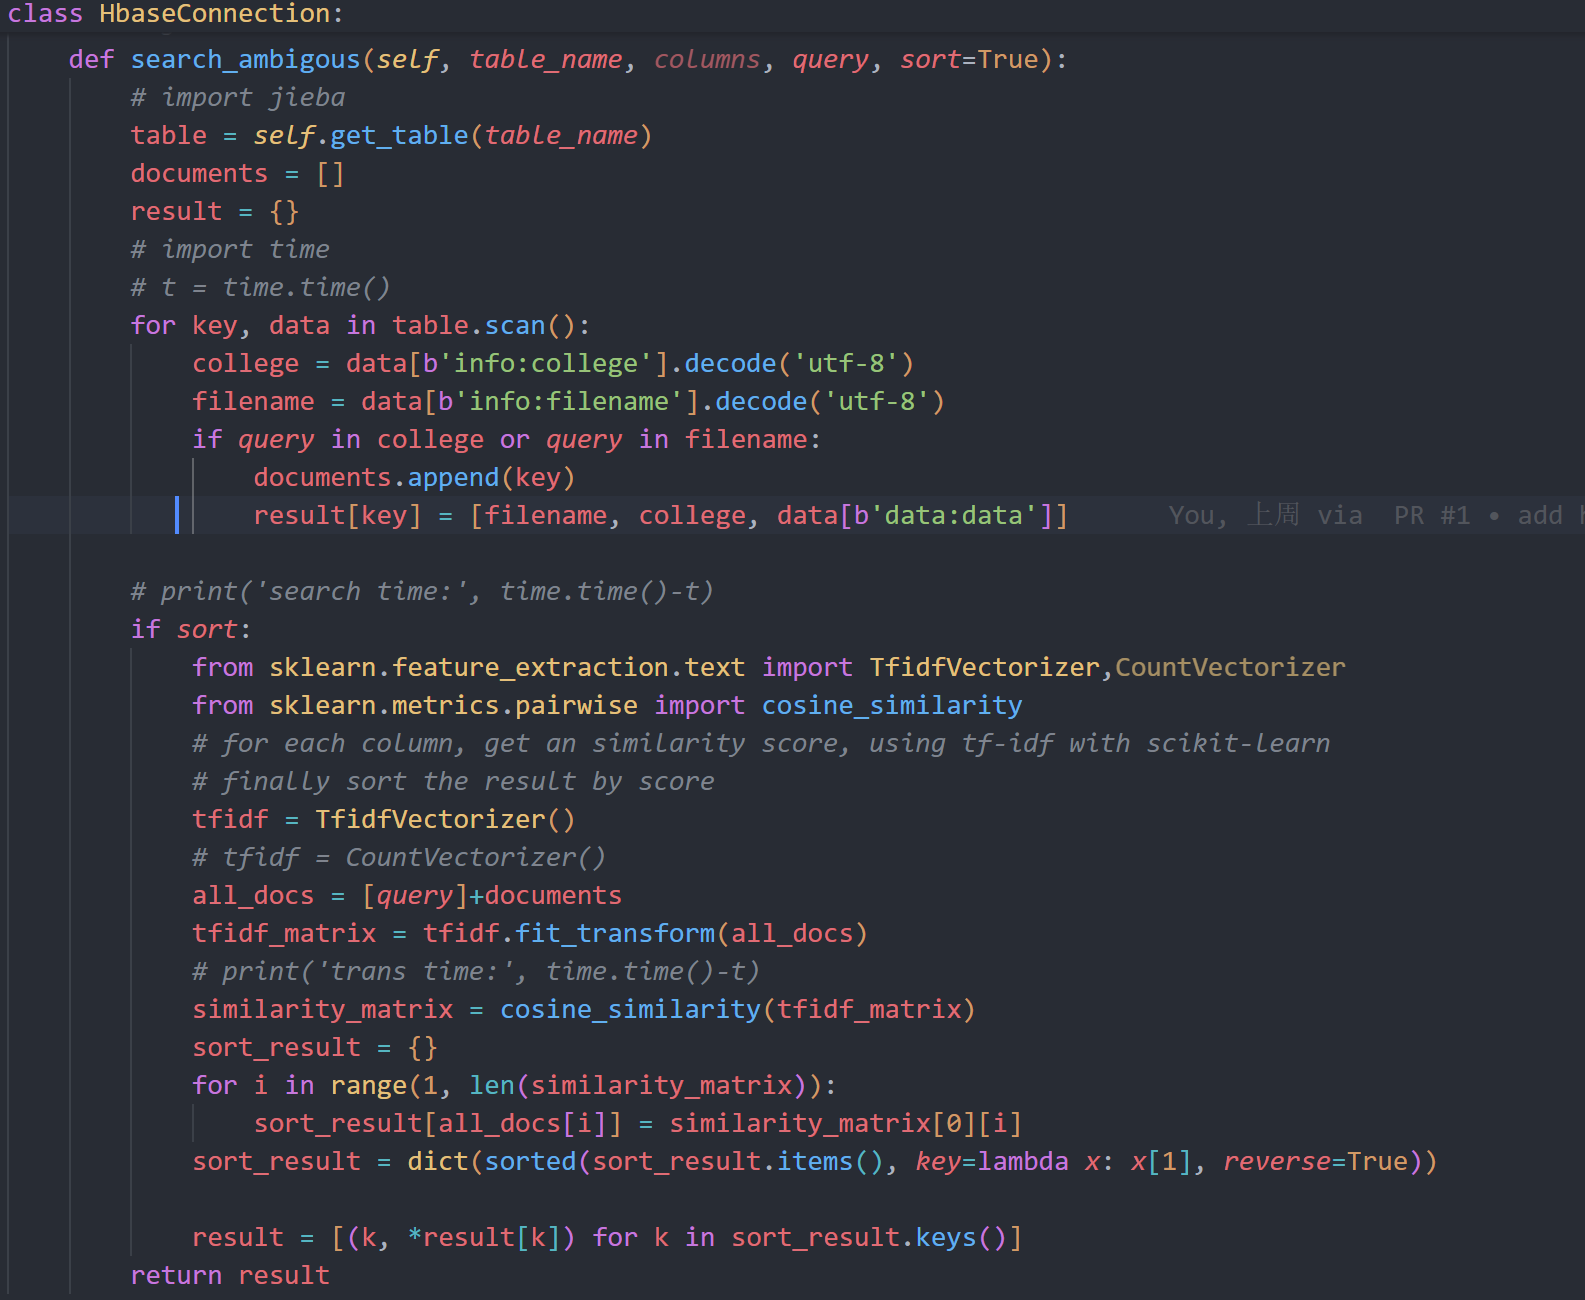 class HbaseConnection:
    def search_ambigous(self, table_name, columns, query, sort=True):
        # import jieba
        table = self.get_table(table_name)
        documents = []
        result = {}
        # import time
        # t = time.time()
        for key, data in table.scan():
            college = data[b'info:college'].decode('utf-8')
            filename = data[b'info:filename'].decode('utf-8')
            if query in college or query in filename:
                documents.append(key)
                result[key] = [filename, college, data[b'data:data']]      You, 上周 via  PR #1 • add
        # print('search time:', time.time()-t)
        if sort:
            from sklearn.feature_extraction.text import TfidfVectorizer,CountVectorizer
            from sklearn.metrics.pairwise import cosine_similarity
            # for each column, get an similarity score, using tf-idf with scikit-learn
            # finally sort the result by score
            tfidf = TfidfVectorizer()
            # tfidf = CountVectorizer()
            all_docs = [query]+documents
            tfidf_matrix = tfidf.fit_transform(all_docs)
            # print('trans time:', time.time()-t)
            similarity_matrix = cosine_similarity(tfidf_matrix)
            sort_result = {}
            for i in range(1, len(similarity_matrix)):
                sort_result[all_docs[i]] = similarity_matrix[0][i]
            sort_result = dict(sorted(sort_result.items(), key=lambda x: x[1], reverse=True))
            result = [(k, *result[k]) for k in sort_result.keys()]
        return result